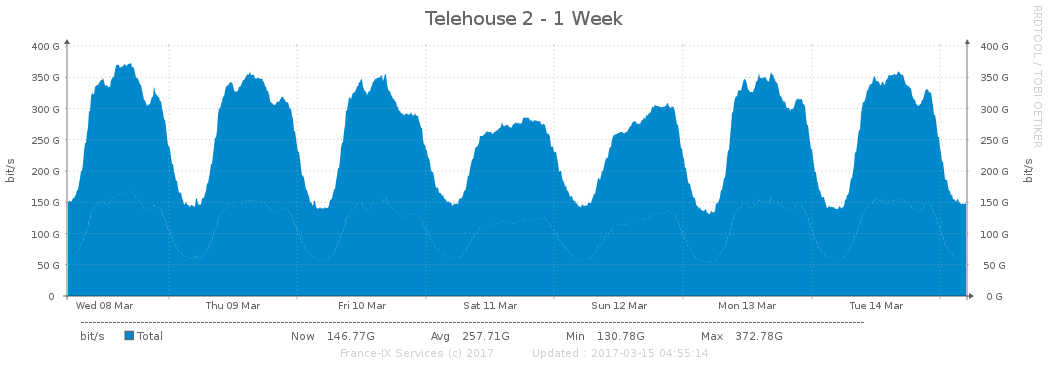 Telehouse 2 - 1 Week
RRDTOOL / TOBI OETIKER
400 G 400 G
350 G 350 G
300 G 300 G
250 G 250 G
200 G 200 G
150 G 150 G
100 G 100 G
50 G 50 G
0 0 G
bit/s bit/s
Wed 08 Mar Thu 09 Mar Fri 10 Mar Sat 11 Mar Sun 12 Mar Mon 13 Mar Tue 14 Mar
bit/s Total Now 146.77G Avg 257.71G Min 130.78G Max 372.78G
France-IX Services (c) 2017 Updated : 2017-03-15 04:55:14